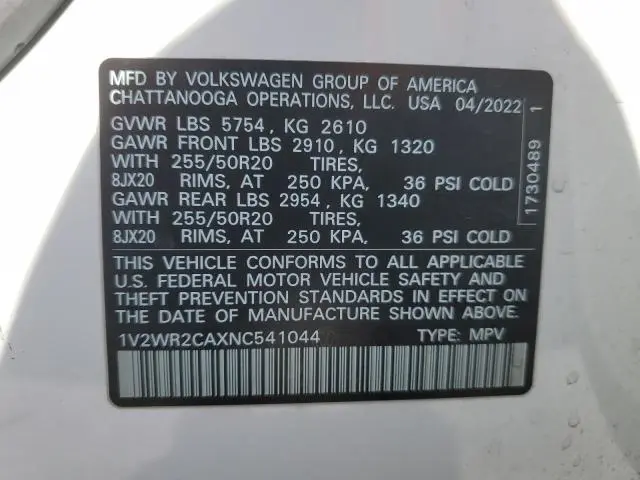 MFD BY VOLKSWAGEN GROUP OF AMERICA
CHATTANOOGA OPERATIONS, LLC. USA 04/2022
GVWR LBS 5754 , KG 2610
GAWR FRONT LBS 2910 , KG 1320
WITH 255/50R20 TIRES,
8JX20 RIMS, AT 250 KPA, 36 PSI COLD
GAWR REAR LBS 2954 , KG 1340
WITH 255/50R20 TIRES,
8JX20 RIMS, AT 250 KPA, 36 PSI COLD
1730489 1
THIS VEHICLE CONFORMS TO ALL APPLICABLE
U.S. FEDERAL MOTOR VEHICLE SAFETY AND
THEFT PREVENTION STANDARDS IN EFFECT ON
THE DATE OF MANUFACTURE SHOWN ABOVE.
1V2WR2CAXNC541044 TYPE: MPV